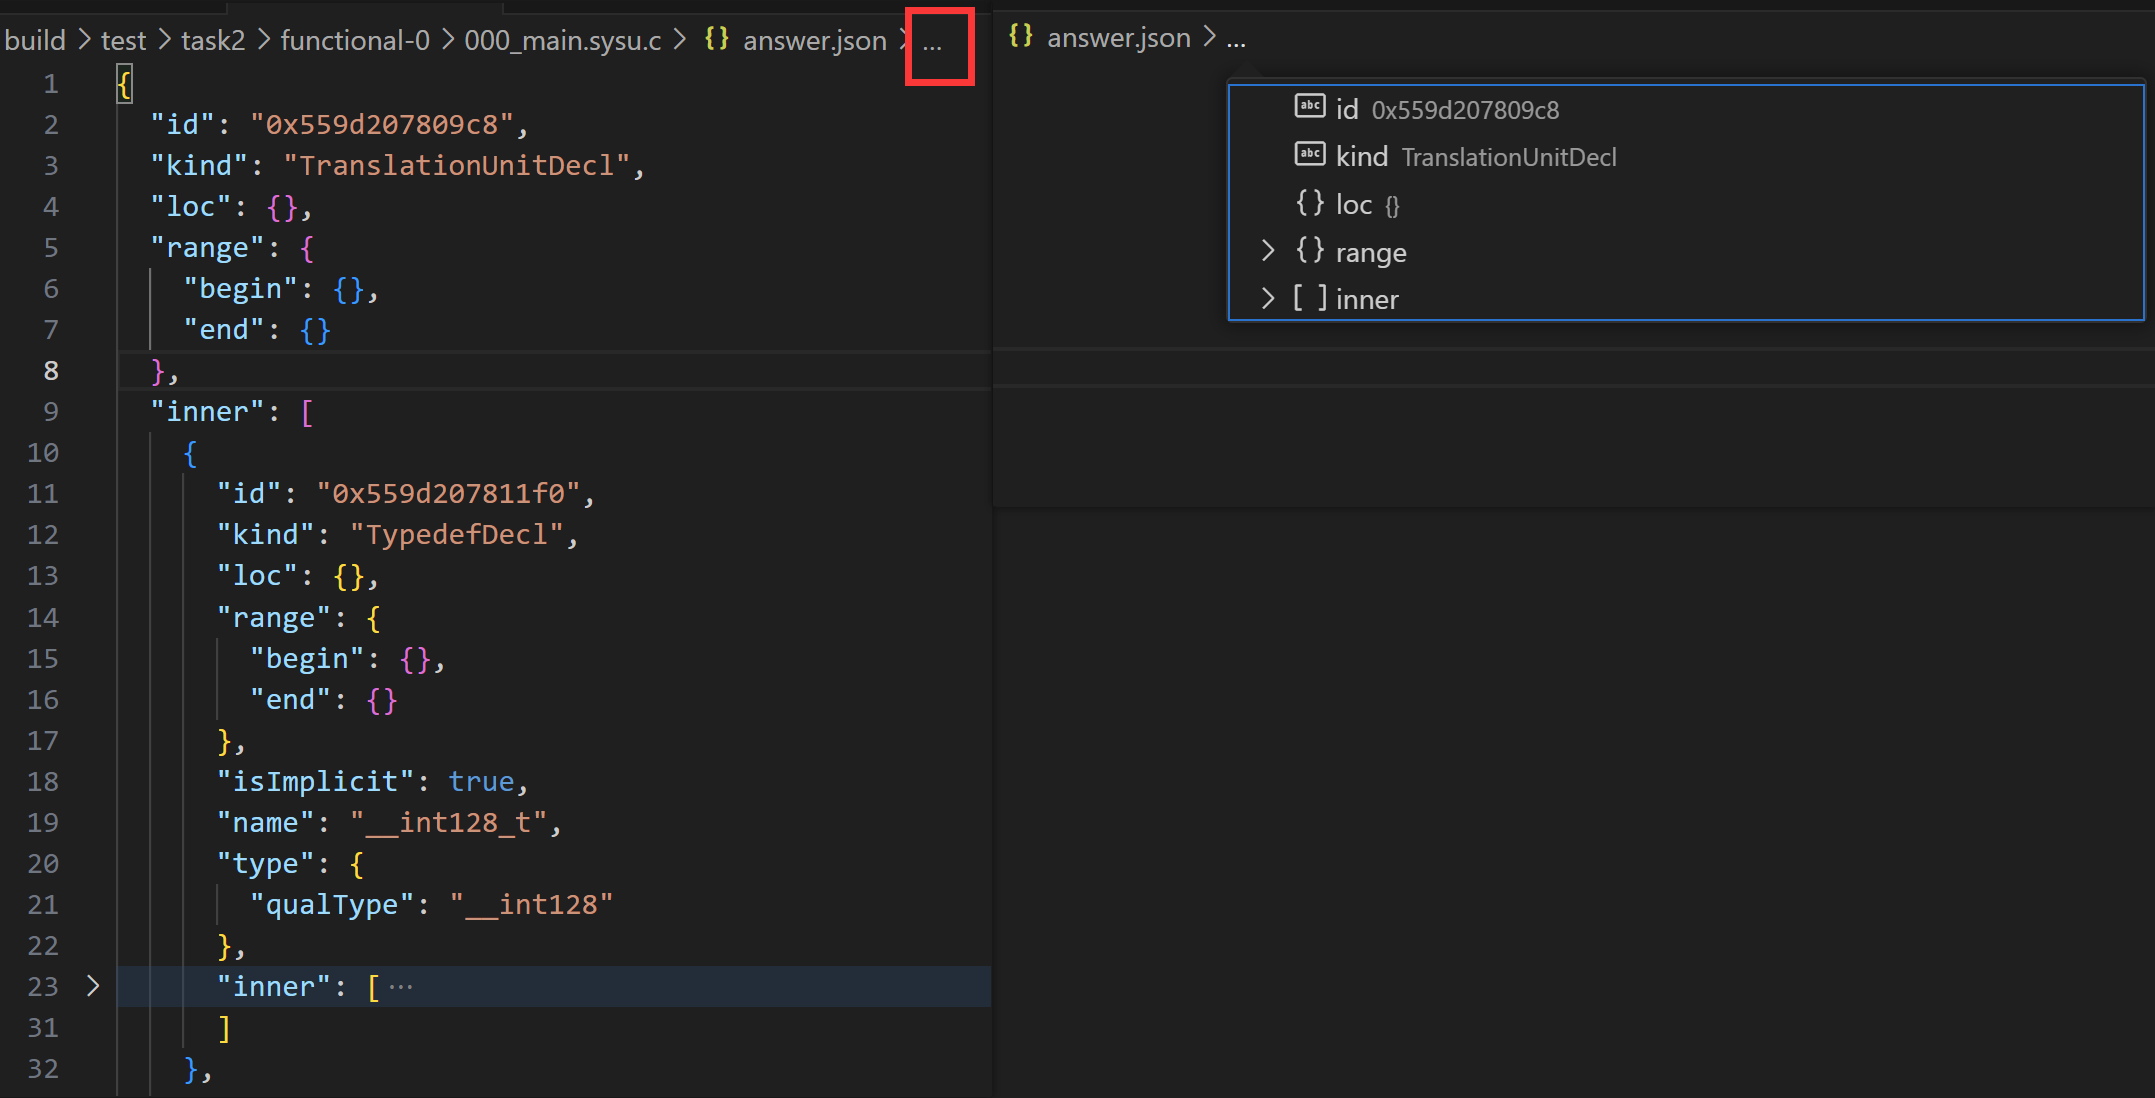 build > test > task2 > functional-0 > 000_main.sysu.c > {} answer.json > ...
1 {
2 "id": "0x559d207809c8",
3 "kind": "TranslationUnitDecl",
4 "loc": {},
5 "range": {
6 "begin": {},
7 "end": {}
8 },
9 "inner": [
10 {
11 "id": "0x559d207811f0",
12 "kind": "TypedefDecl",
13 "loc": {},
14 "range": {
15 "begin": {},
16 "end": {}
17 },
18 "isImplicit": true,
19 "name": "__int128_t",
20 "type": {
21 "qualType": "__int128"
22 },
23 > "inner": [ ···
31 ]
32 },
{} answer.json > ...
abc id 0x559d207809c8
abc kind TranslationUnitDecl
{} loc {}
> {} range
> [ ] inner